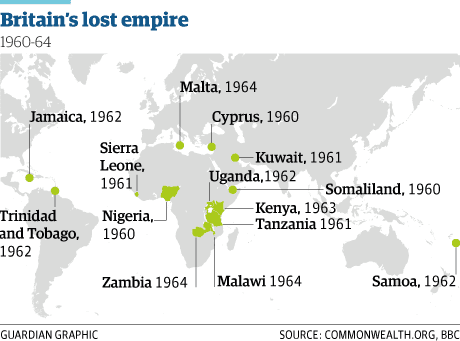 Britain's lost empire
1960-64
Malta, 1964
Jamaica, 1962
Cyprus, 1960
Sierra
Leone,
1961
Kuwait, 1961
Uganda,1962
Somaliland, 1960
Trinidad
and Tobago,
1962
Nigeria,
1960
Kenya, 1963
Tanzania 1961
Zambia 1964
Malawi 1964
Samoa, 1962
GUARDIAN GRAPHIC
SOURCE: COMMONWEALTH.ORG, BBC